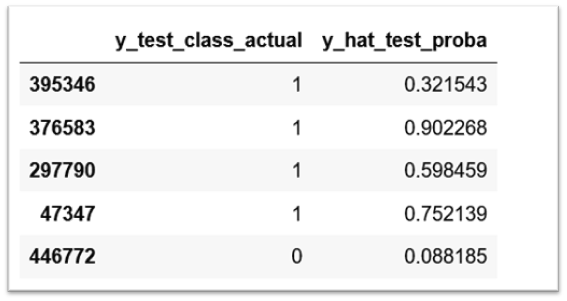 y_test_class_actual y_hat_test_proba
395346 1 0.321543
376583 1 0.902268
297790 1 0.598459
47347 1 0.752139
446772 0 0.088185